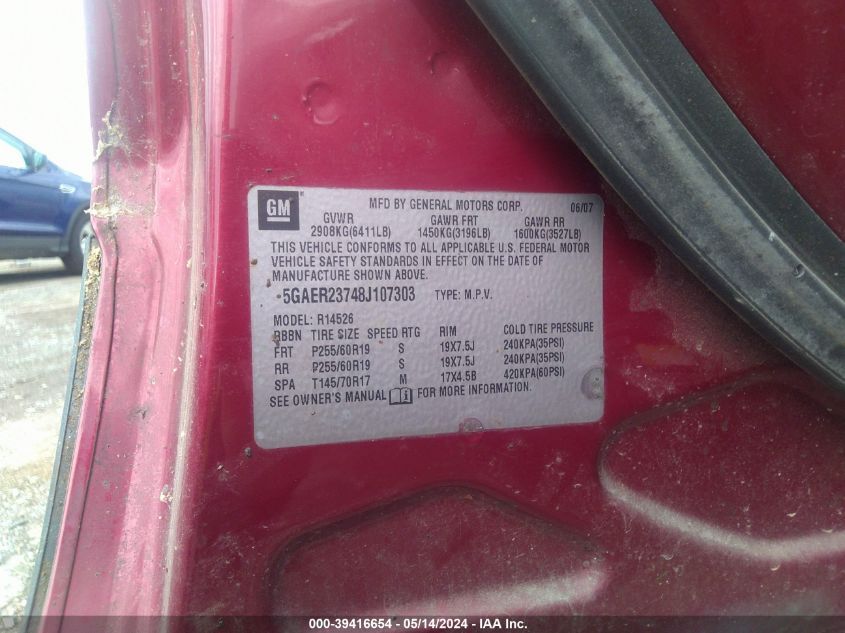 GM
MFD BY GENERAL MOTORS CORP. 06/07
GVWR GAWR FRT GAWR RR
2908KG(6411LB) 1450KG(3196LB) 1600KG(3527LB)
THIS VEHICLE CONFORMS TO ALL APPLICABLE U.S. FEDERAL MOTOR
VEHICLE SAFETY STANDARDS IN EFFECT ON THE DATE OF
MANUFACTURE SHOWN ABOVE.
5GAER23748J107303 TYPE: M.P.V.
MODEL: R14526
BBBN TIRE SIZE SPEED RTG RIM COLD TIRE PRESSURE
FRT P255/60R19 S 19X7.5J 240KPA(35PSI)
RR P255/60R19 S 19X7.5J 240KPA(35PSI)
SPA T145/70R17 M 17X4.5B 420KPA(60PSI)
SEE OWNER'S MANUAL i FOR MORE INFORMATION.
000-39416654 - 05/14/2024 - IAA Inc.